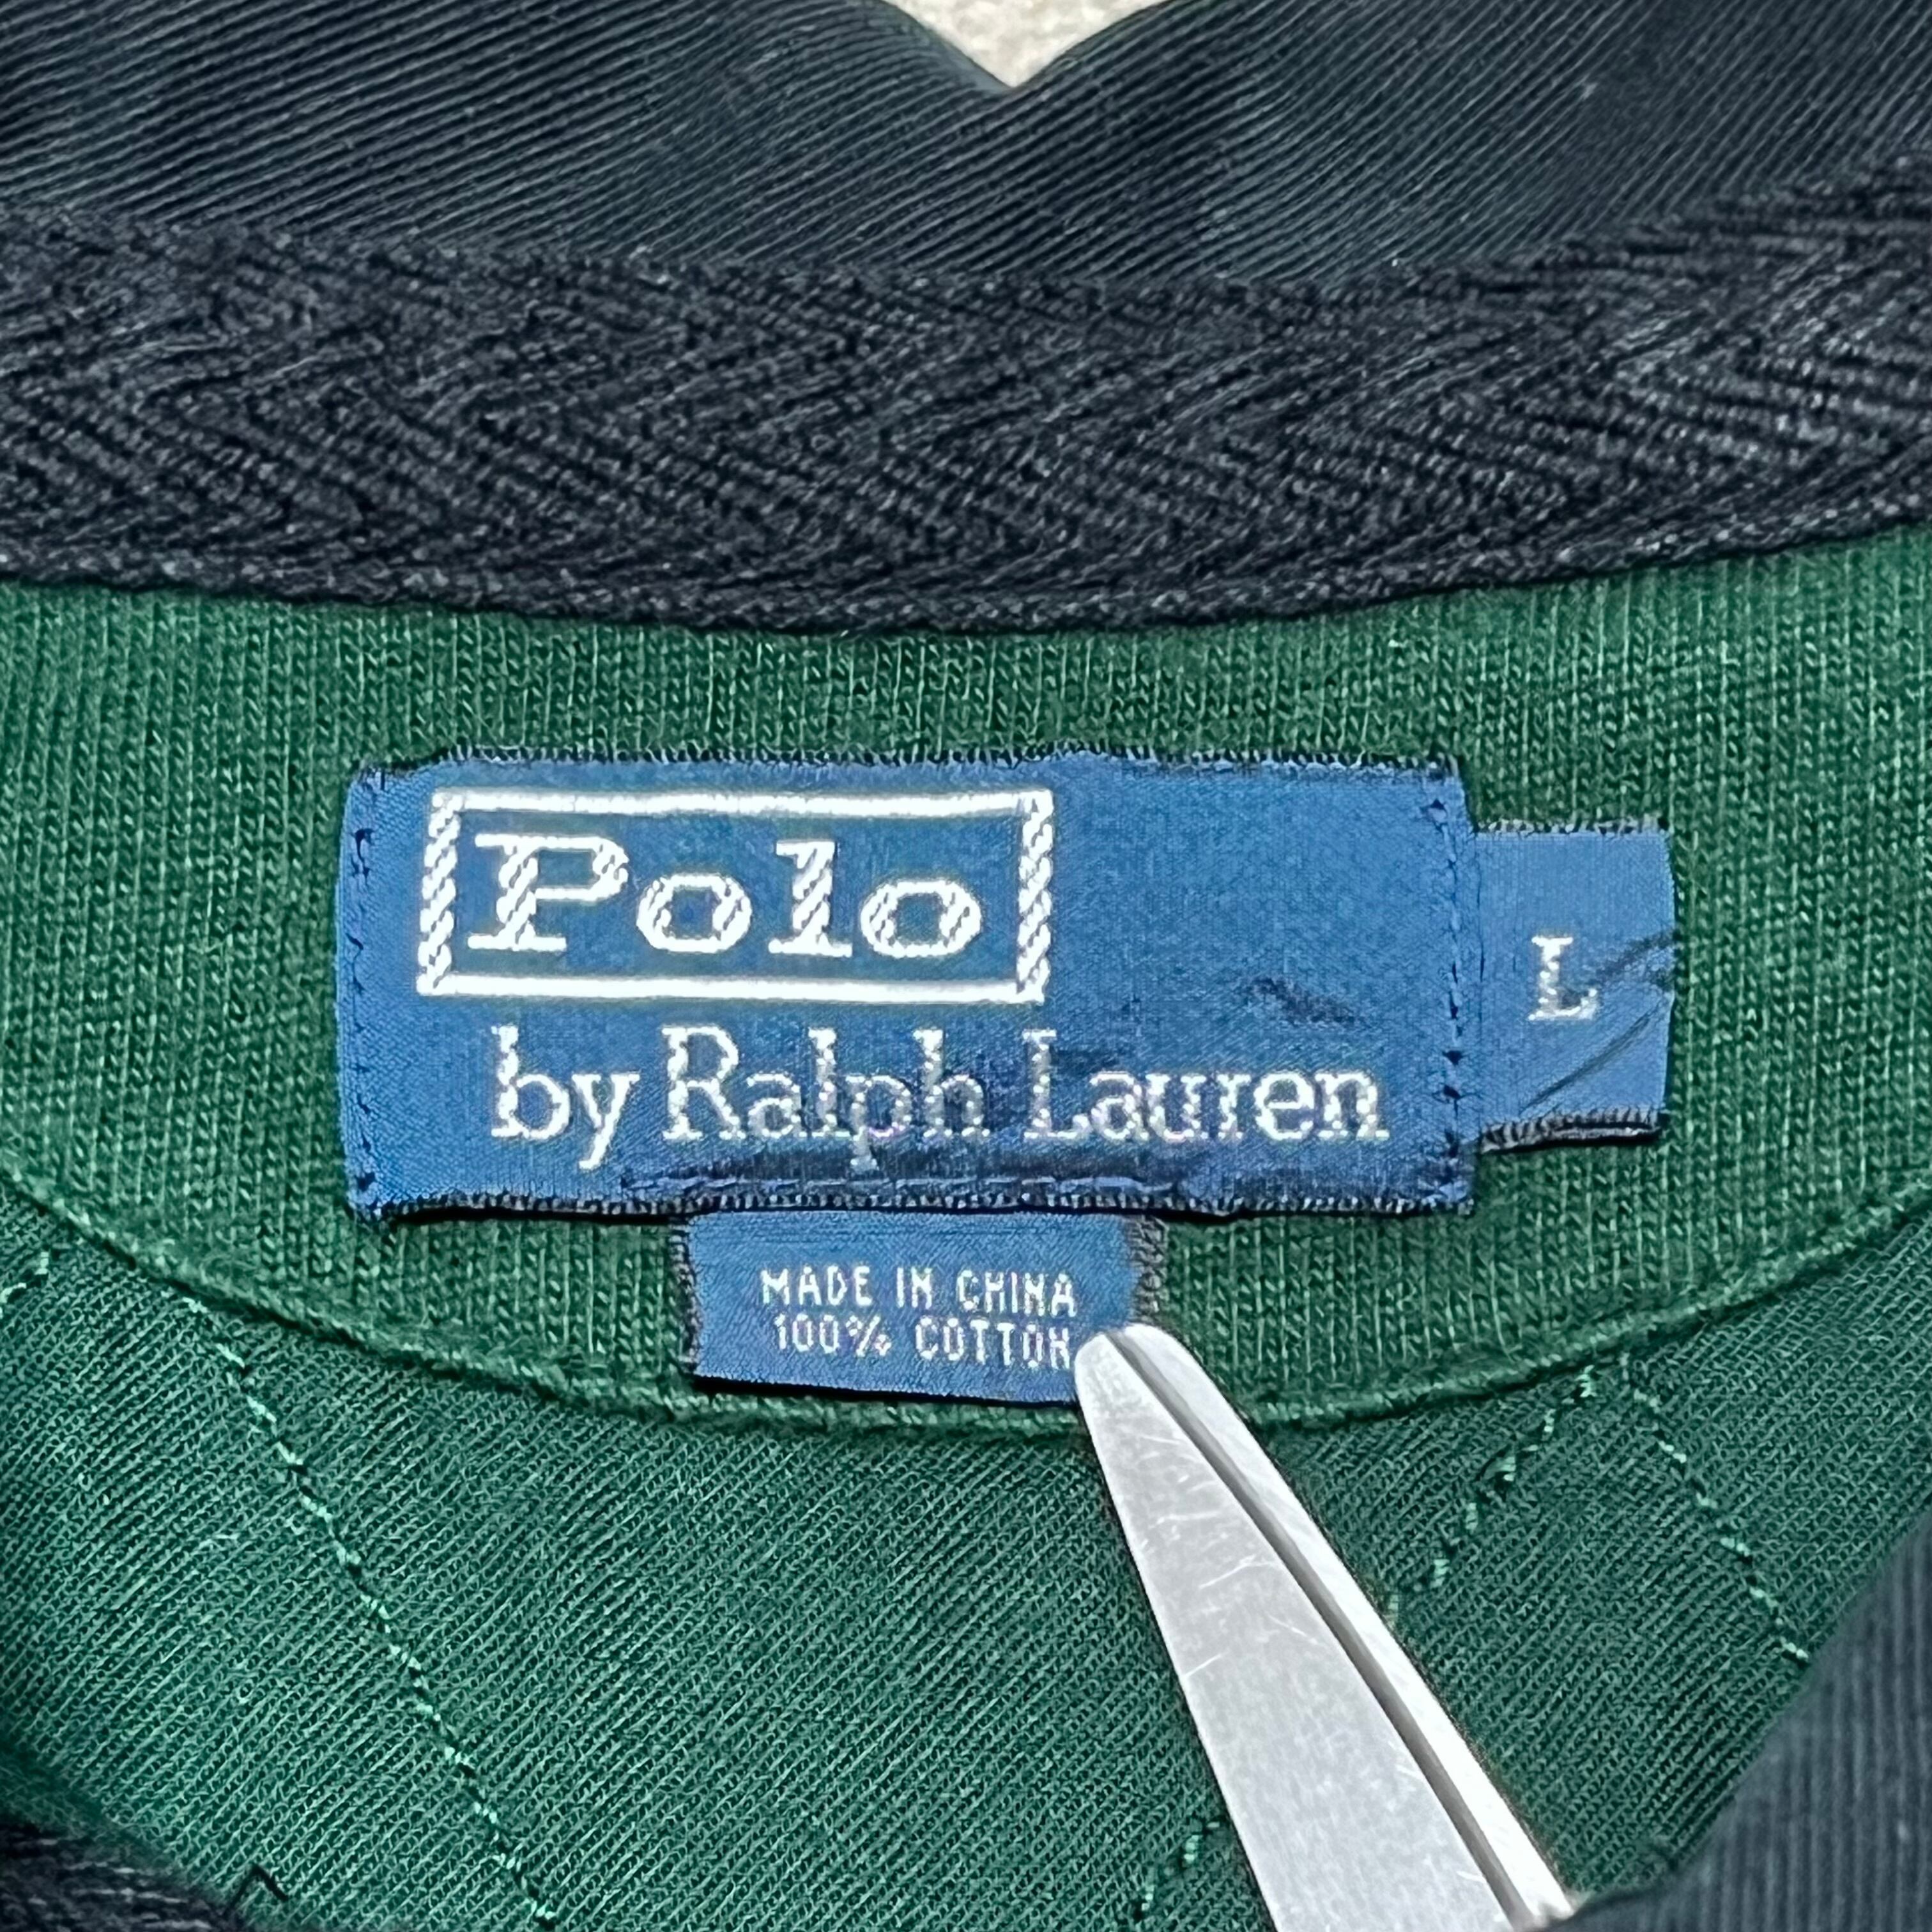 Polo
by Ralph Lauren
L
MADE IN CHINA
100% COTTON